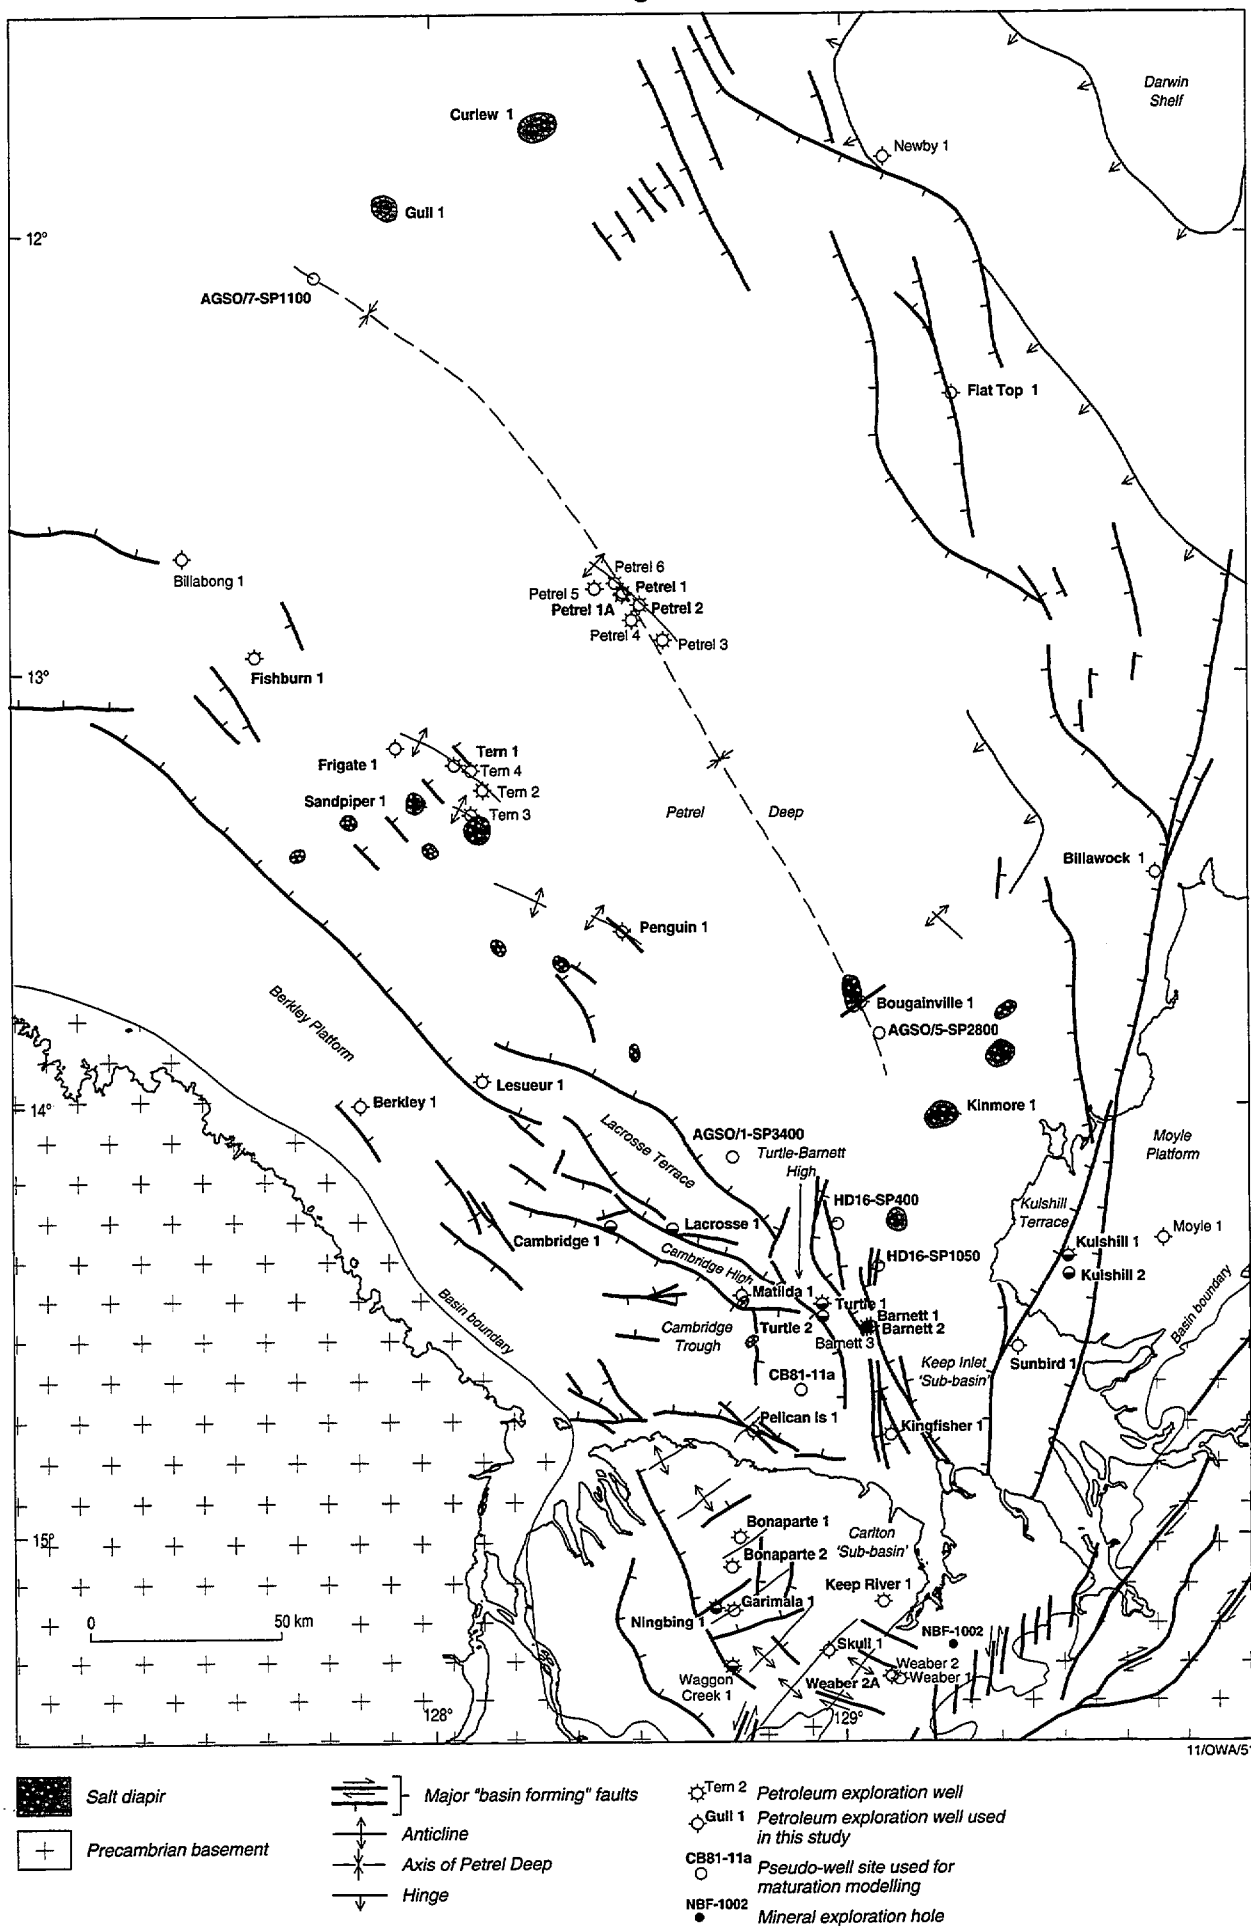 Darwin
Shelf
Curlew 1
Newby 1
Gull 1
12°
AGSO/7-SP1100
Flat Top 1
Billabong 1
Petrel 6
Petrel 5
Petrel 1
Petrel 1A
Petrel 2
Petrel 4
Petrel 3
13°
Fishburn 1
Frigate 1
Tern 1
Tern 4
Tern 2
Sandpiper 1
Tern 3
Petrel Deep
Billawock 1
Penguin 1
Berkley Platform
Bougainville 1
AGSO/5-SP2800
Lesueur 1
14°
Berkley 1
Kinmore 1
AGSO/1-SP3400
Lacrosse Terrace
Turtle-Barnett
High
Moyle
Platform
HD16-SP400
Kulshill
Terrace
Moyle 1
Lacrosse 1
Cambridge 1
Kulshill 1
HD16-SP1050
Kulshill 2
Cambridge High
Matilda 1
Basin boundary
Basin boundary
Turtle 1
Barnett 1
Turtle 2
Barnett 2
Cambridge
Trough
Barnett 3
Keep Inlet
'Sub-basin'
Sunbird 1
CB81-11a
Pelican Is 1
Kingfisher 1
15°
Bonaparte 1
Carlton
'Sub-basin'
Bonaparte 2
Keep River 1
Garimala 1
Ningbing 1
0 50 km
NBF-1002
Skull 1
Weaber 2
Waggon
Creek 1
Weaber 2A
Weaber 1
128°
129°
11/OWA/51
Salt diapir
Precambrian basement
Major "basin forming" faults
Anticline
Axis of Petrel Deep
Hinge
Tern 2
Petroleum exploration well
Gull 1
Petroleum exploration well used
in this study
CB81-11a
Pseudo-well site used for
maturation modelling
NBF-1002
Mineral exploration hole